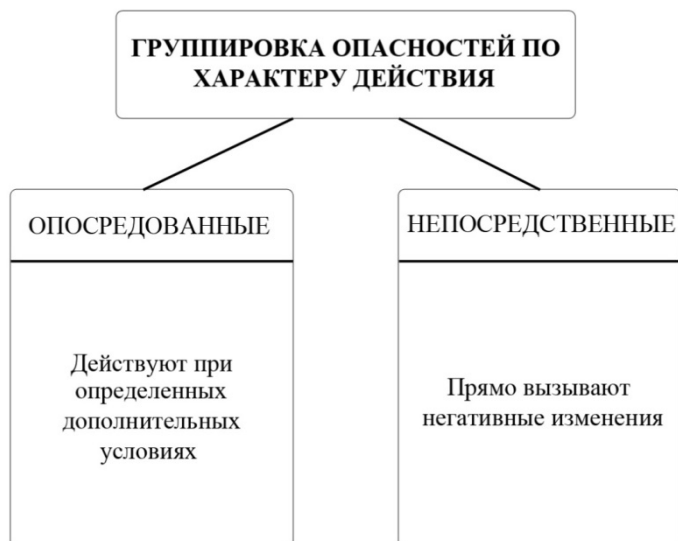 ГРУППИРОВКА ОПАСНОСТЕЙ ПО
ХАРАКТЕРУ ДЕЙСТВИЯ
ОПОСРЕДОВАННЫЕ
Действуют при
определенных
дополнительных
условиях
НЕПОСРЕДСТВЕННЫЕ
Прямо вызывают
негативные изменения